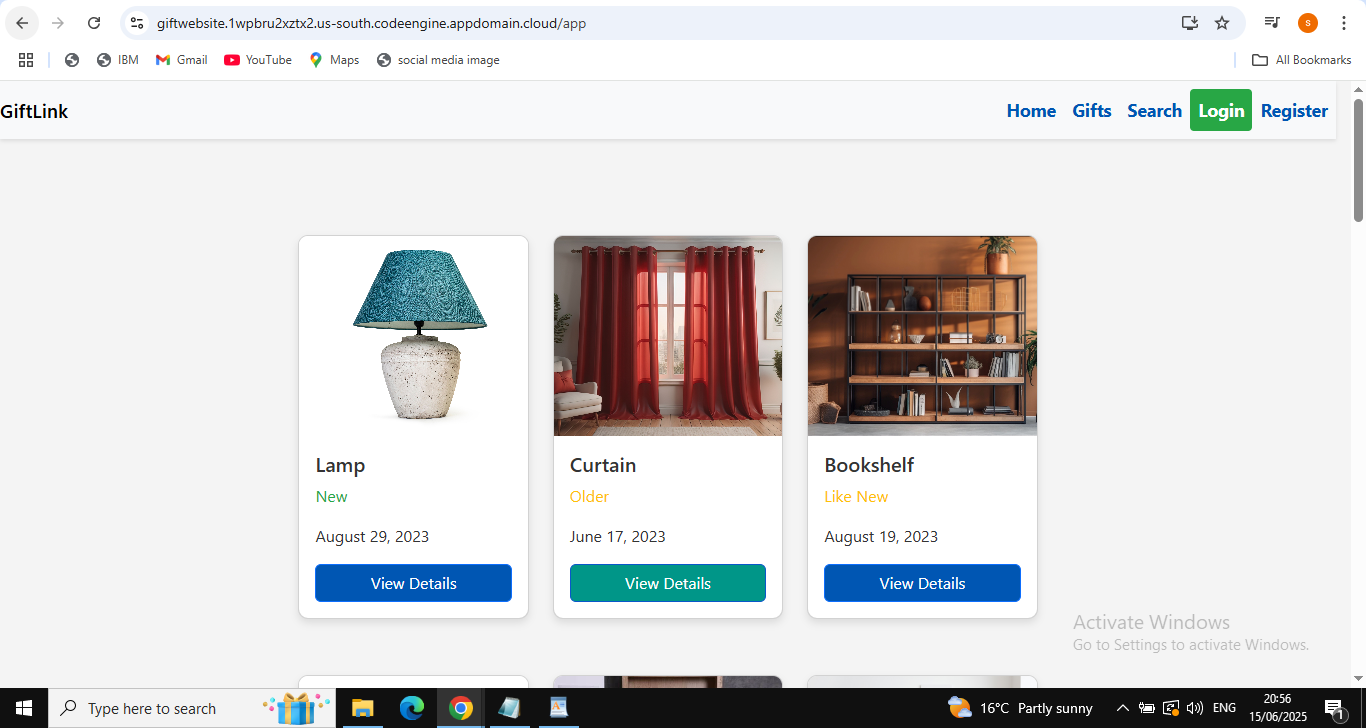 giftwebsite.1wpbru2xztx2.us-south.codeengine.appdomain.cloud/app
S
IBM
Gmail
YouTube
Maps
social media image
All Bookmarks
GiftLink
Home
Gifts
Search
Login
Register
Lamp
New
August 29, 2023
View Details
Curtain
Older
June 17, 2023
View Details
Bookshelf
Like New
August 19, 2023
View Details
Activate Windows
Go to Settings to activate Windows.
Type here to search
16°C Partly sunny
ENG
20:56
15/06/2025
1